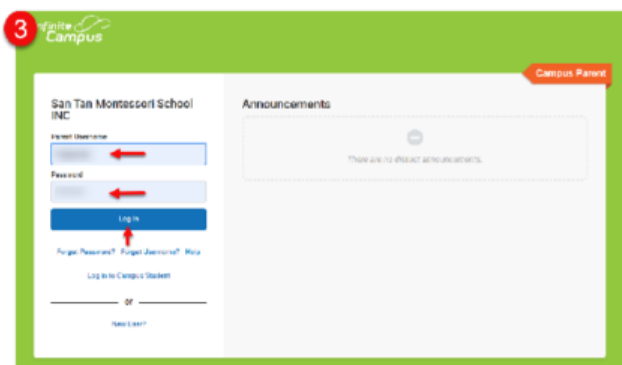 3
Infinite
Campus
Campus Parent
San Tan Montessori School
INC
Parent Username
Password
Log In
Forgot Password? Forgot Username? Help
Log in to Campus Student
or
New User?
Announcements
There are no district announcements.